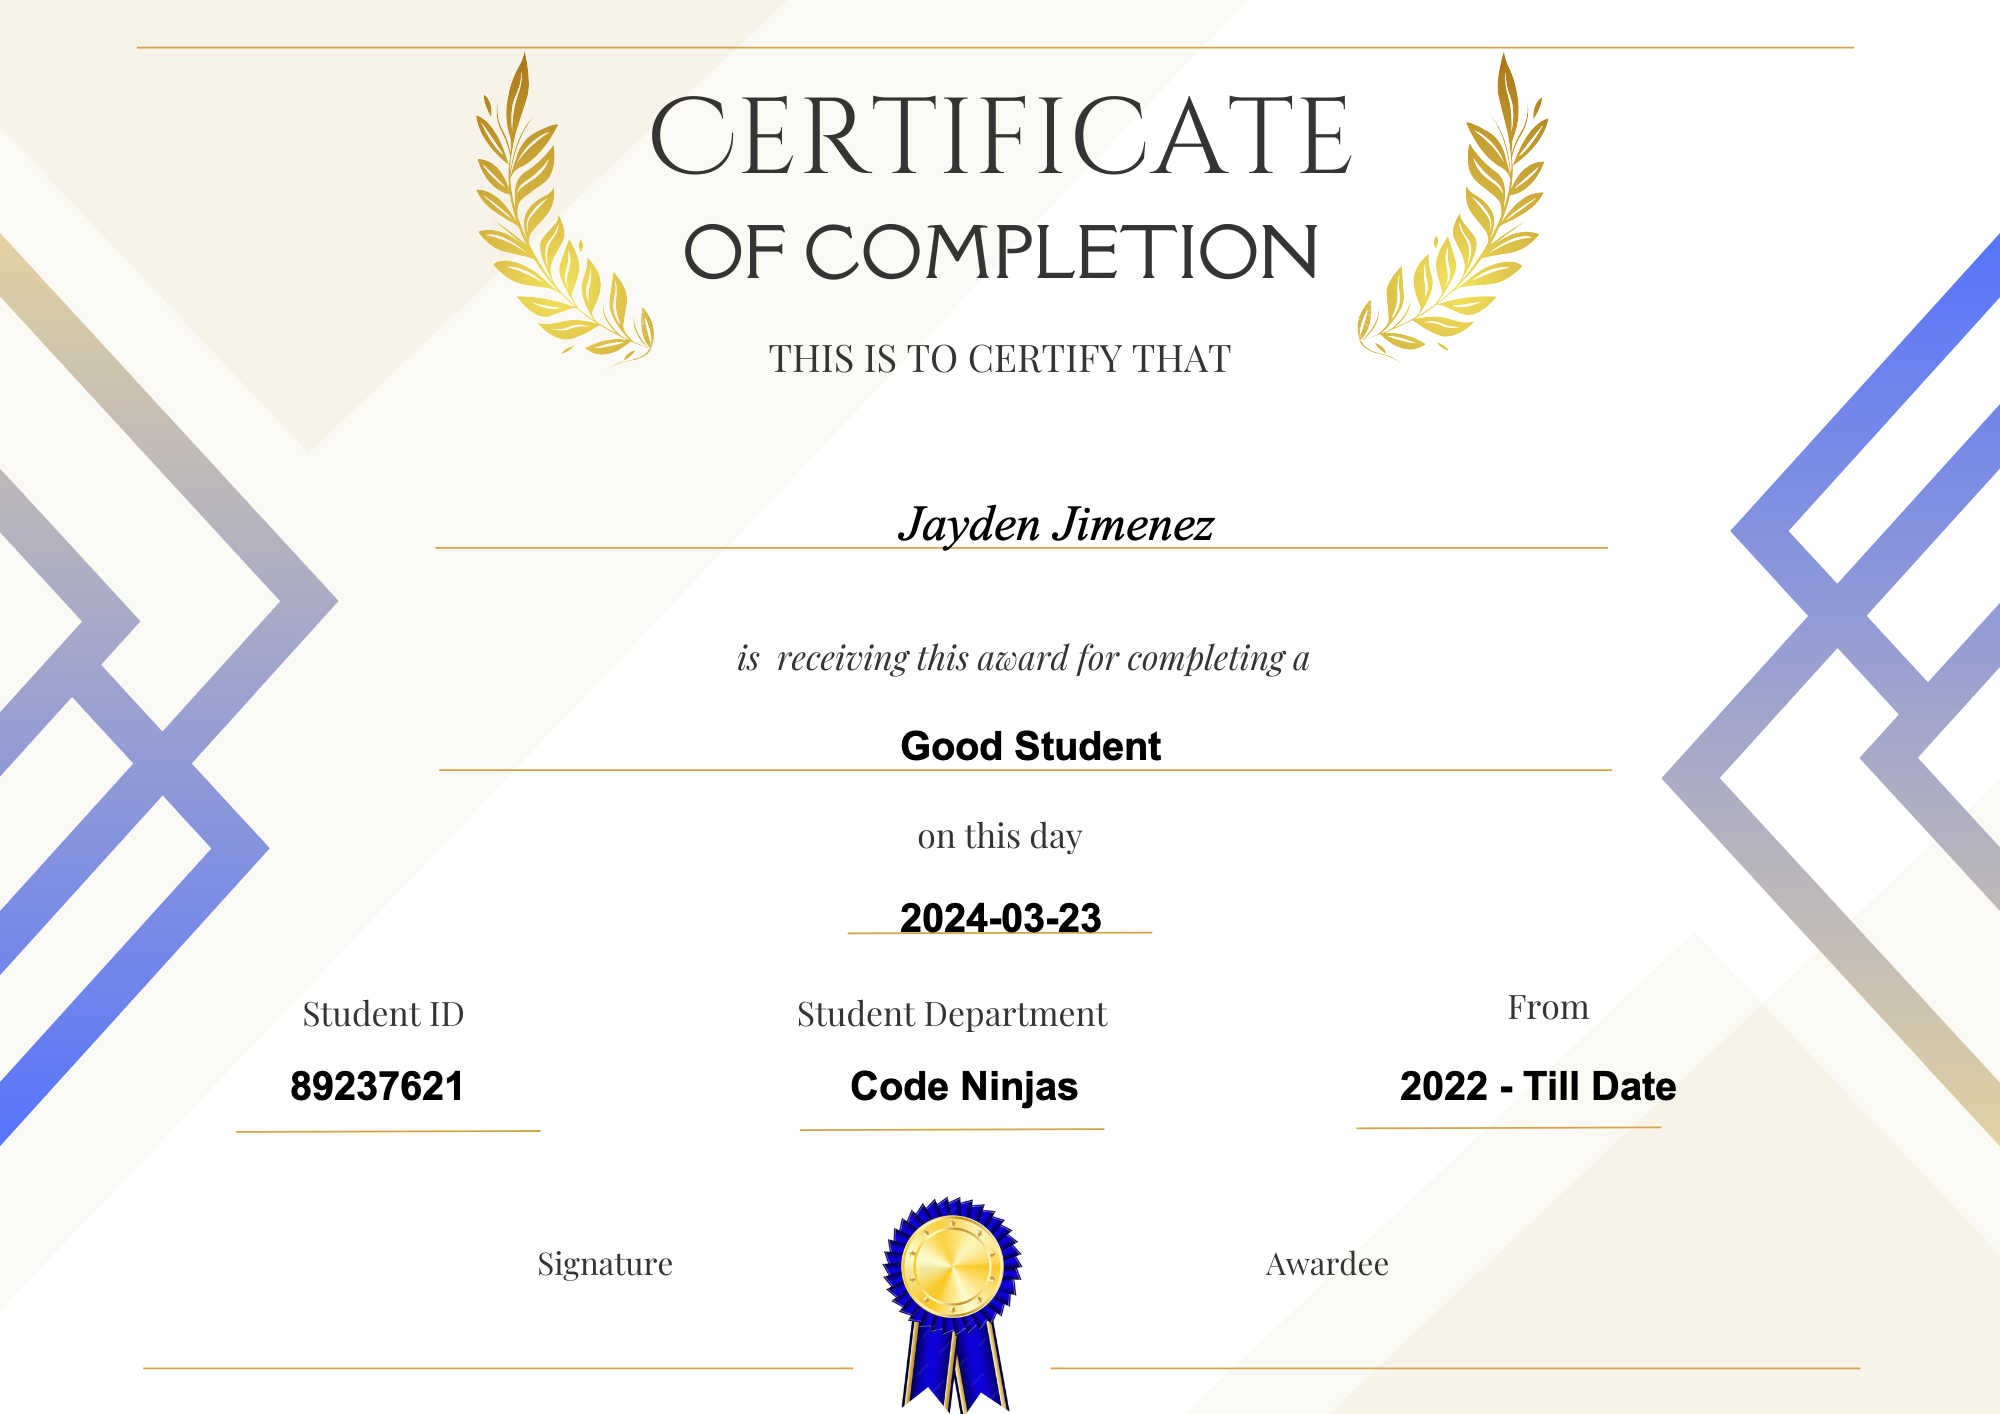 CERTIFICATE
OF COMPLETION
THIS IS TO CERTIFY THAT
Jayden Jimenez
is receiving this award for completing a
Good Student
on this day
2024-03-23
Student ID
Student Department
From
89237621
Code Ninjas
2022 - Till Date
Signature
Awardee